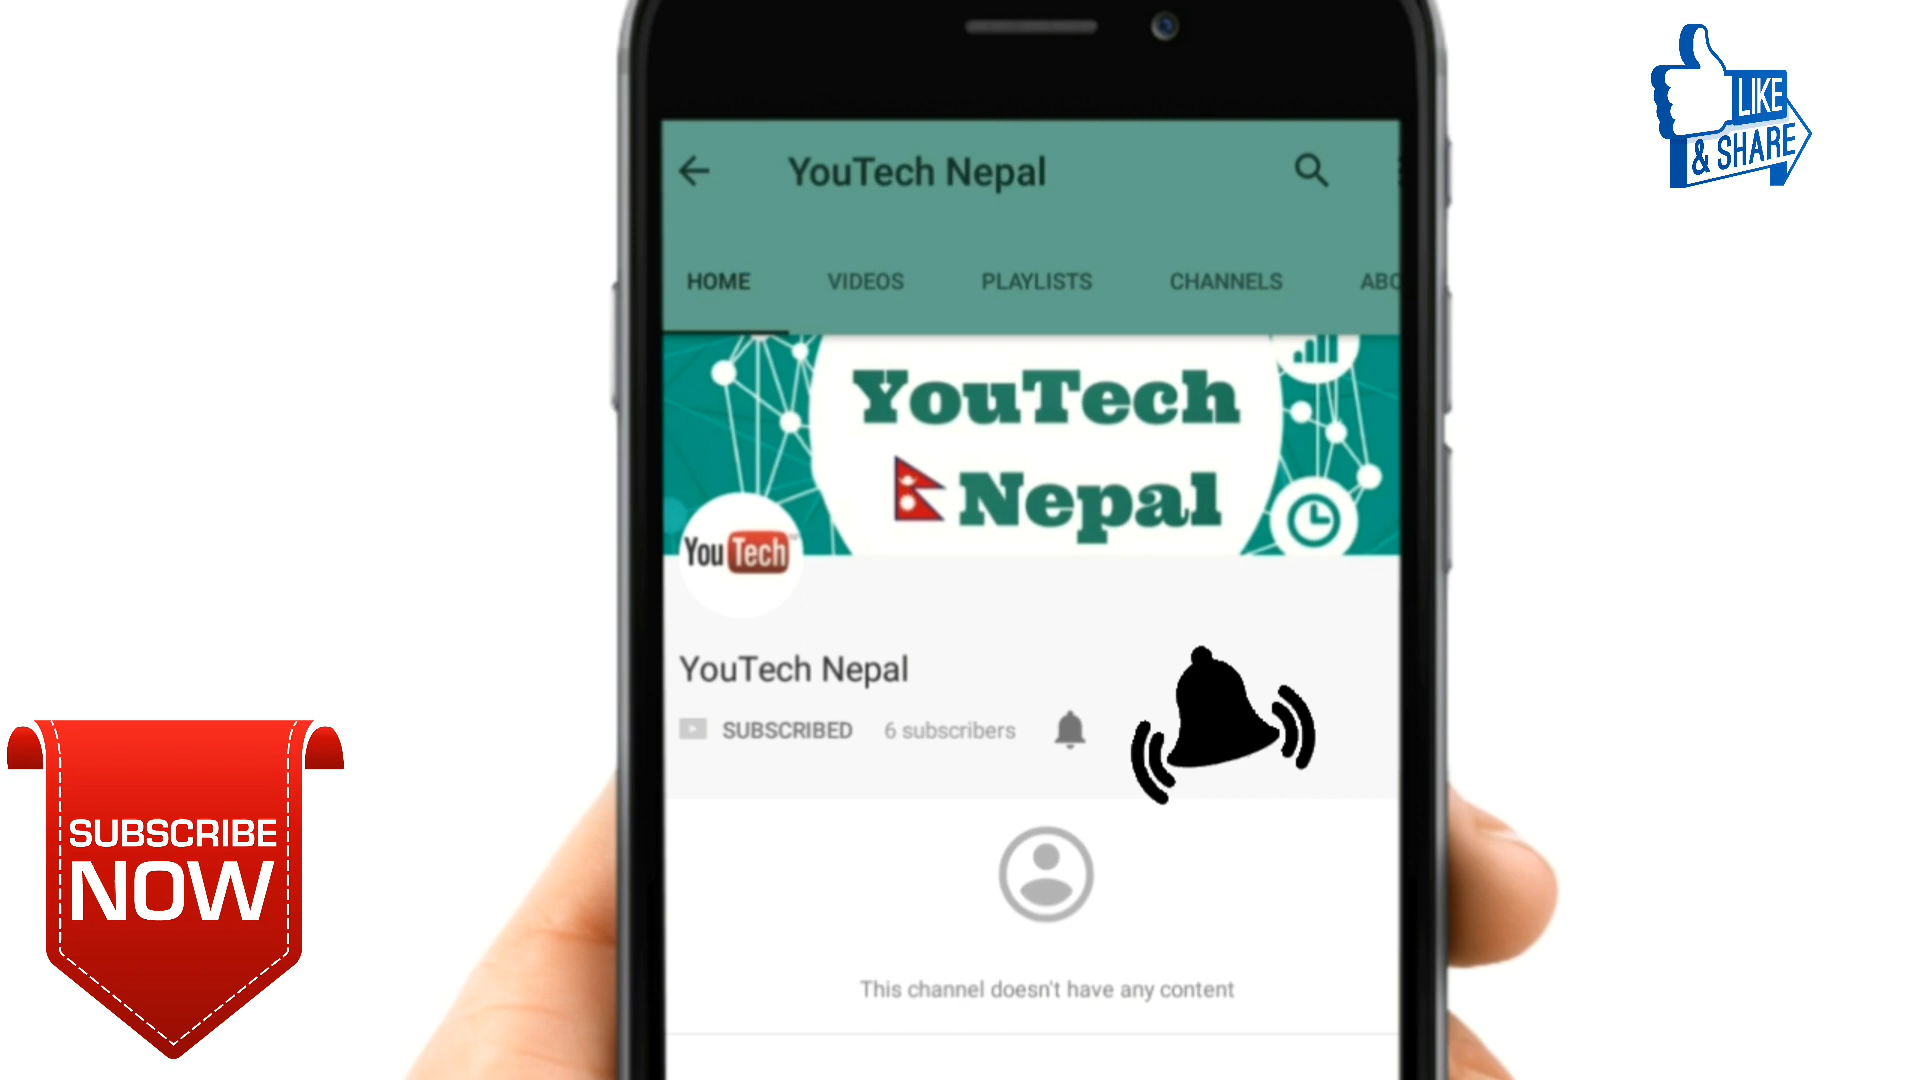 LIKE
& SHARE
YouTech Nepal
HOME VIDEOS PLAYLISTS CHANNELS ABO
YouTech
Nepal
You Tech
YouTech Nepal
SUBSCRIBED 6 subscribers
SUBSCRIBE
NOW
This channel doesn't have any content